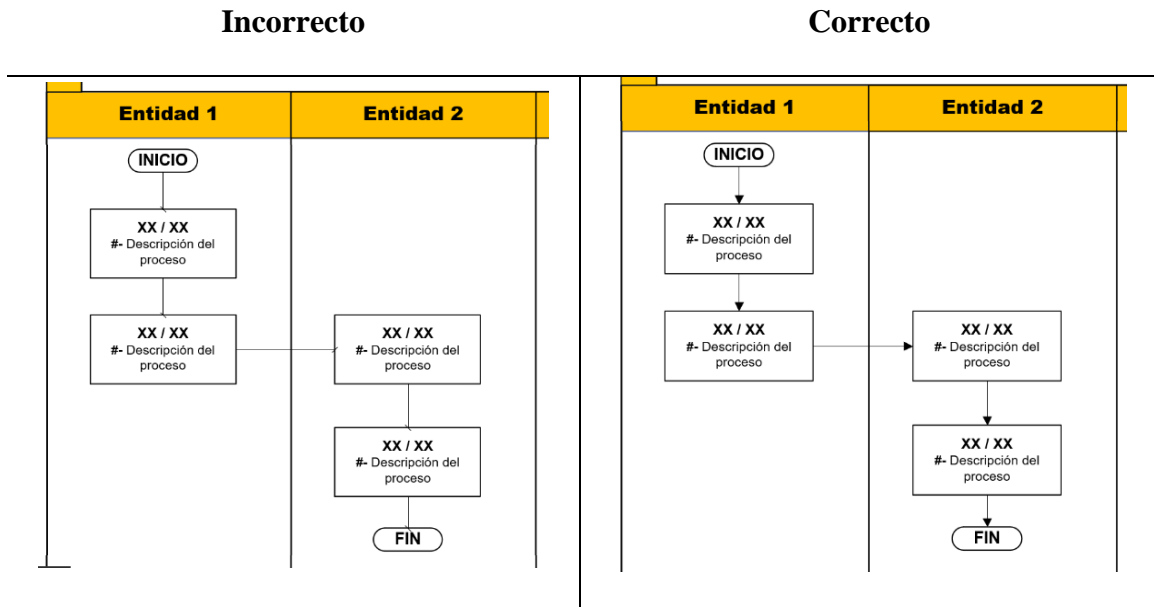 Incorrecto
Entidad 1
Entidad 2
INICIO
XX / XX
#- Descripción del
proceso
XX / XX
#- Descripción del
proceso
XX / XX
#- Descripción del
proceso
XX / XX
#- Descripción del
proceso
FIN
Correcto
Entidad 1
Entidad 2
INICIO
XX / XX
#- Descripción del
proceso
XX / XX
#- Descripción del
proceso
XX / XX
#- Descripción del
proceso
XX / XX
#- Descripción del
proceso
FIN